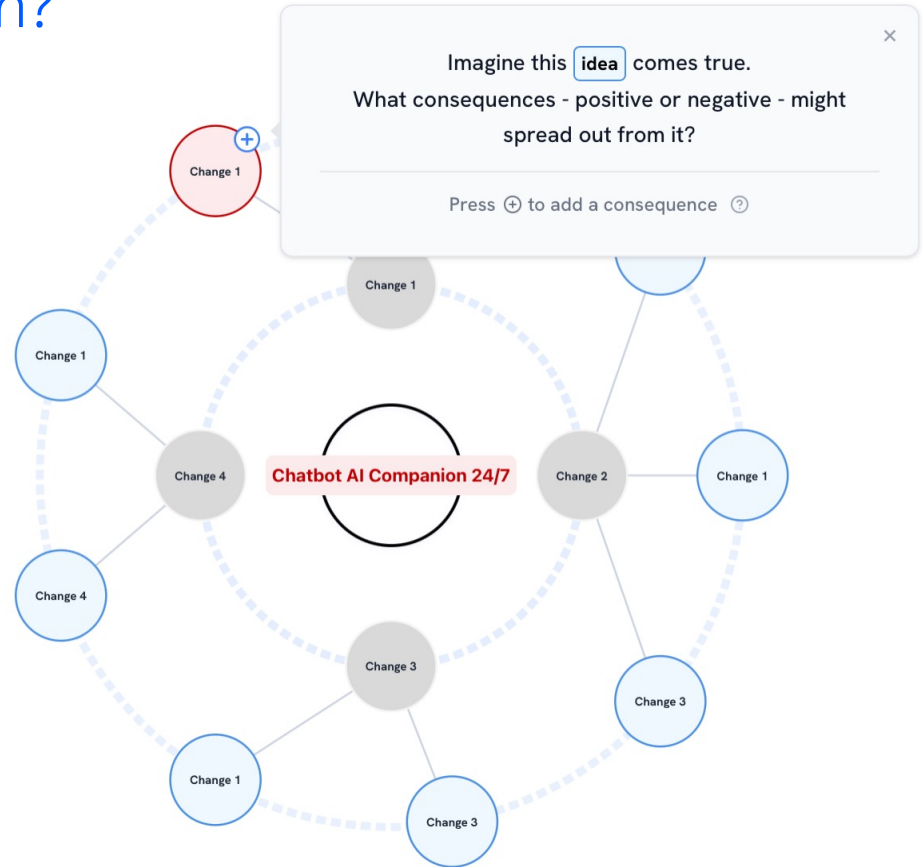 n?
Imagine this idea comes true.
What consequences - positive or negative - might
spread out from it?
Press ⊕ to add a consequence
Change 1
Change 1
Change 1
Change 4
Chatbot AI Companion 24/7
Change 2
Change 1
Change 4
Change 3
Change 3
Change 1
Change 3